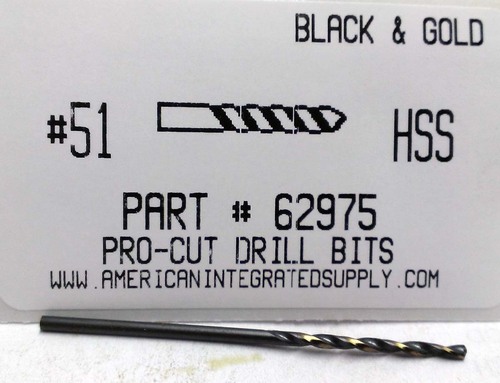 BLACK & GOLD
#51 HSS
PART # 62975
PRO-CUT DRILL BITS
WWW.AMERICANINTEGRATEDSUPPLY.COM